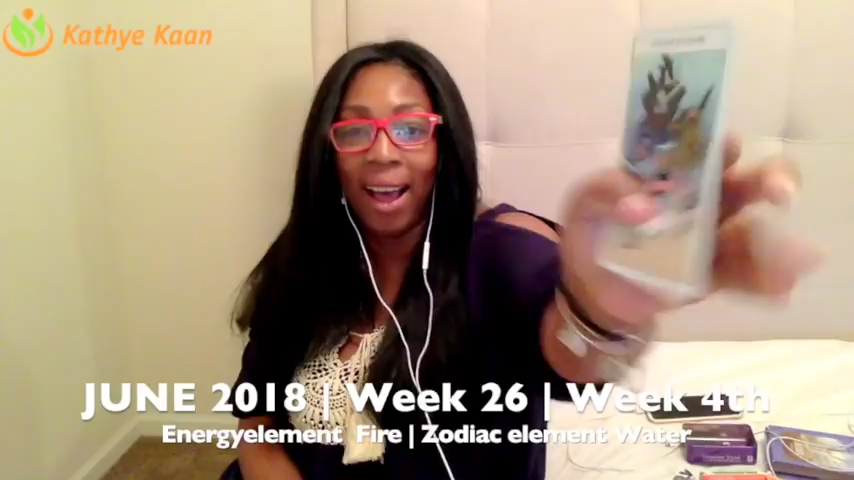 Kathye Kaan
JUNE 2018 | Week 26 | Week 4th
Energyelement Fire | Zodiac element Water